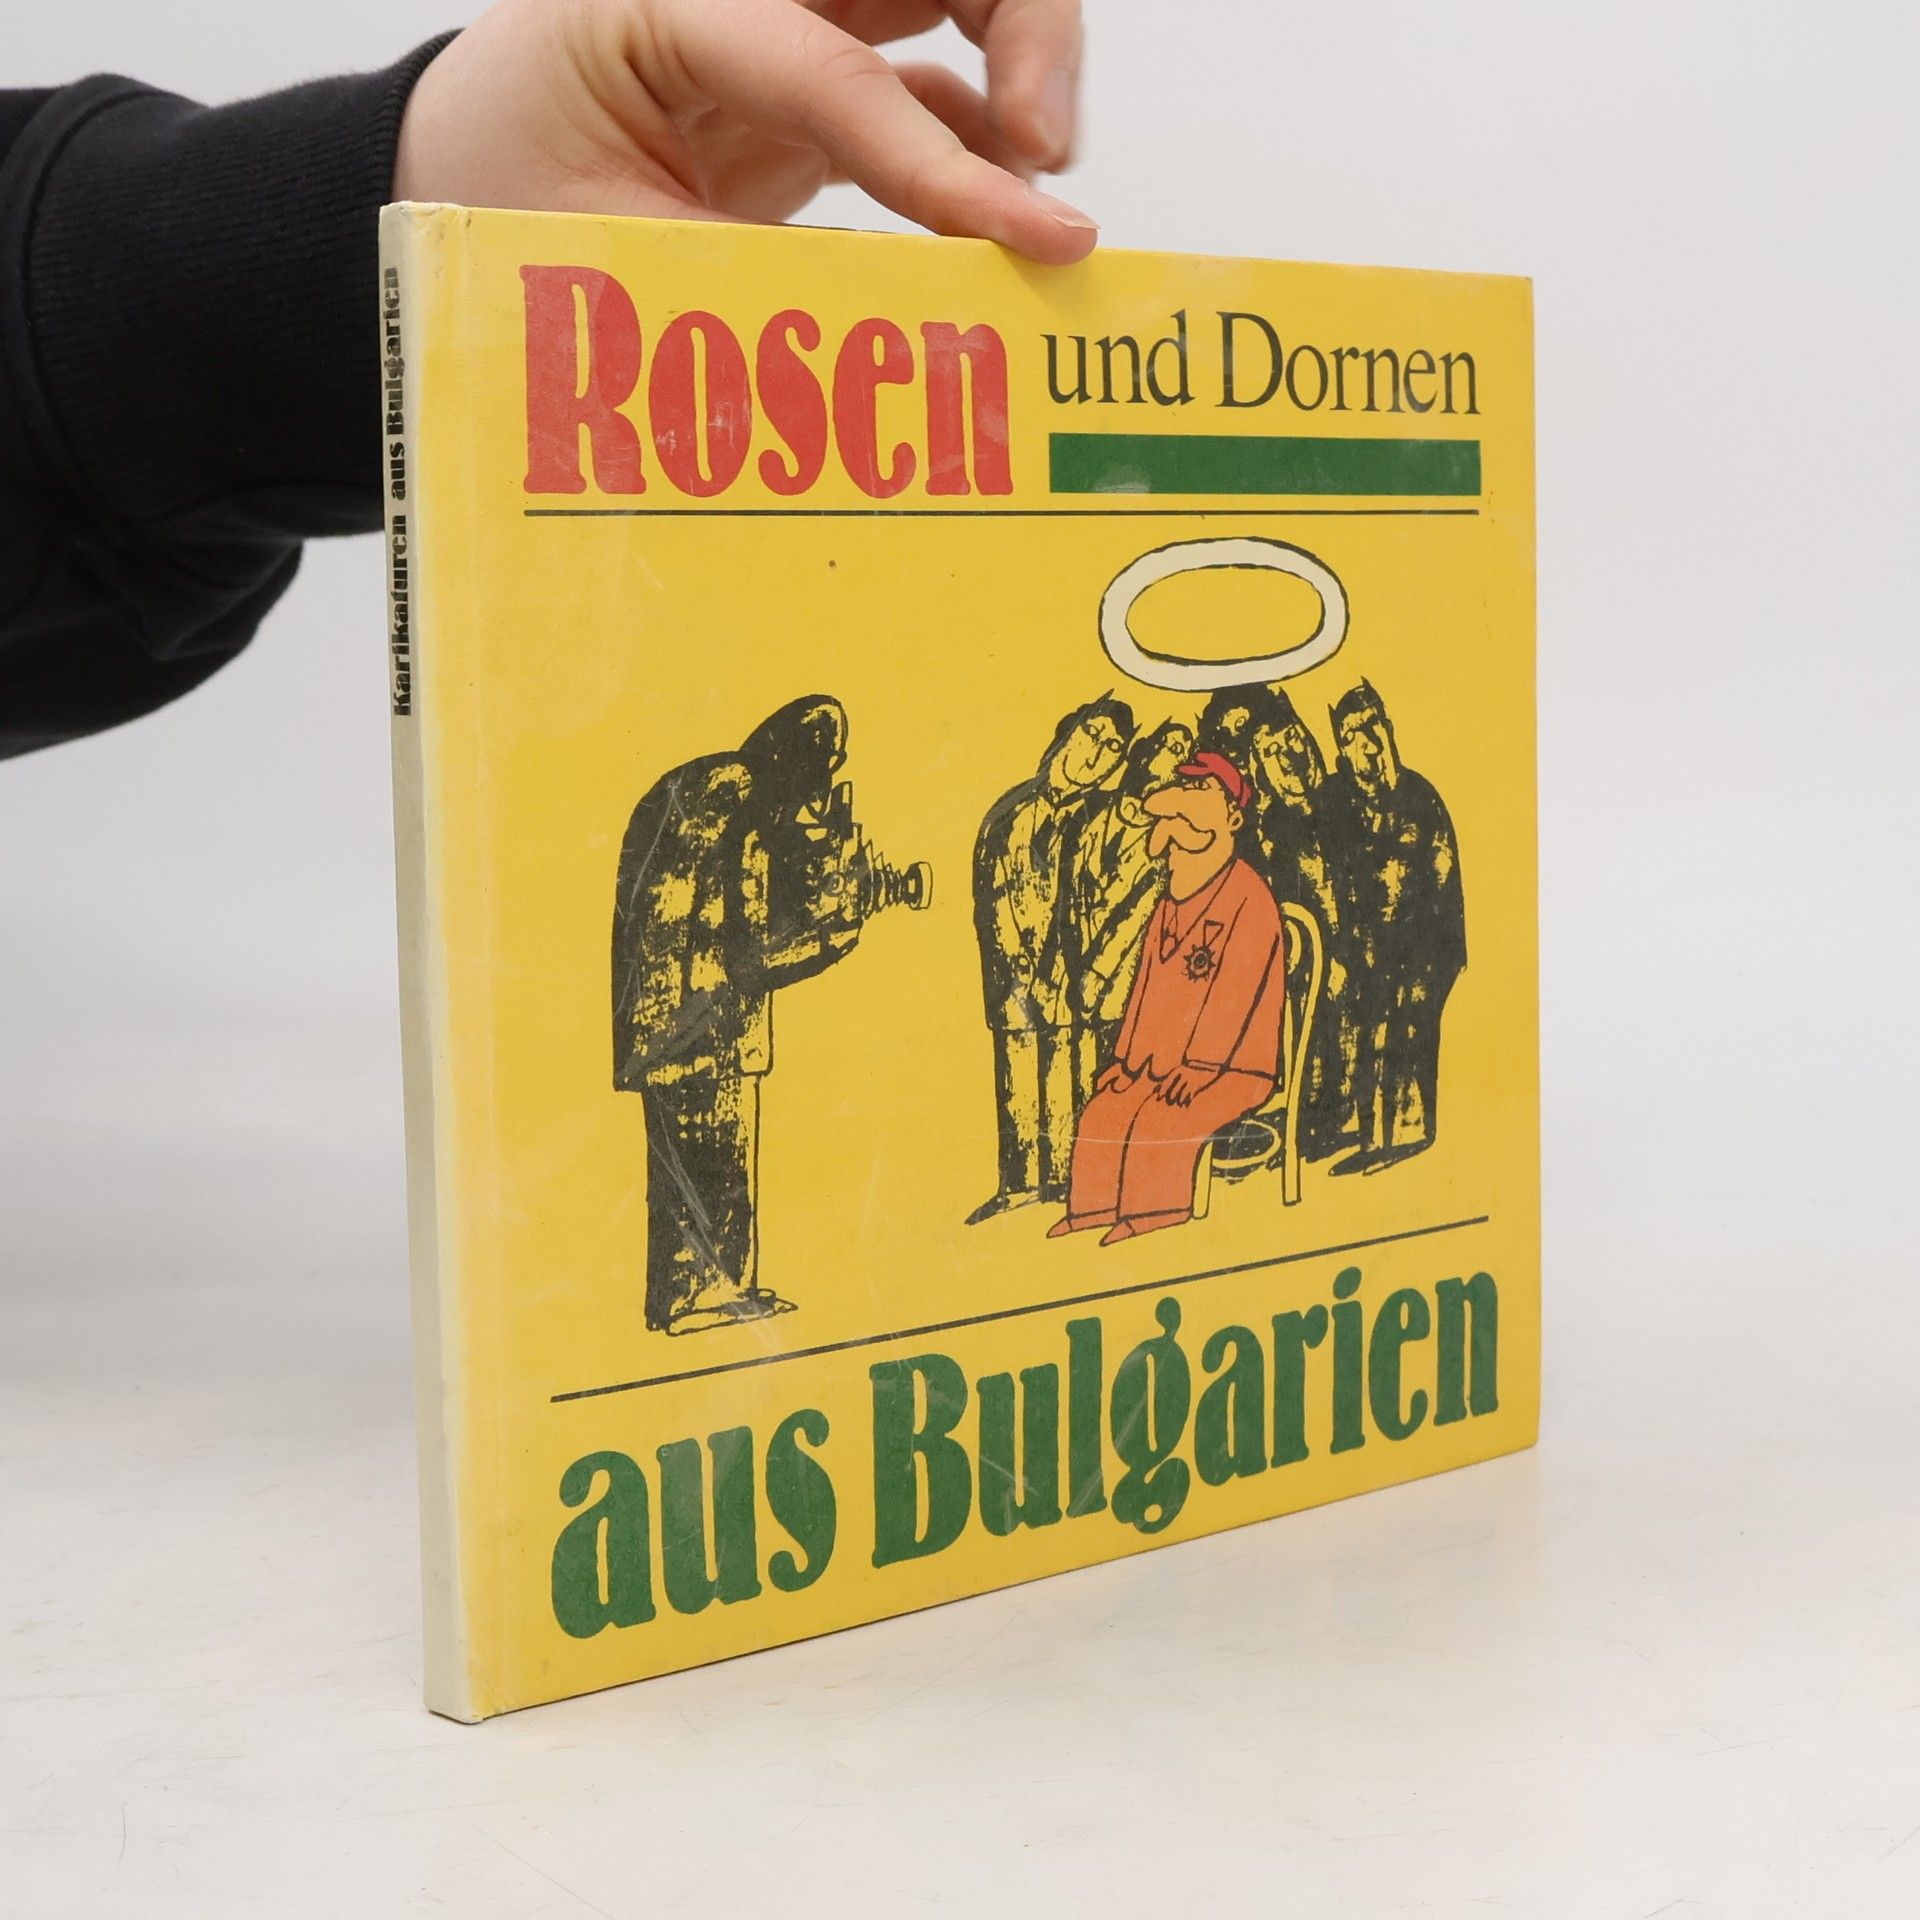 Rosen und Dornen
aus Bulgarien
Karikaturen aus Bulgarien